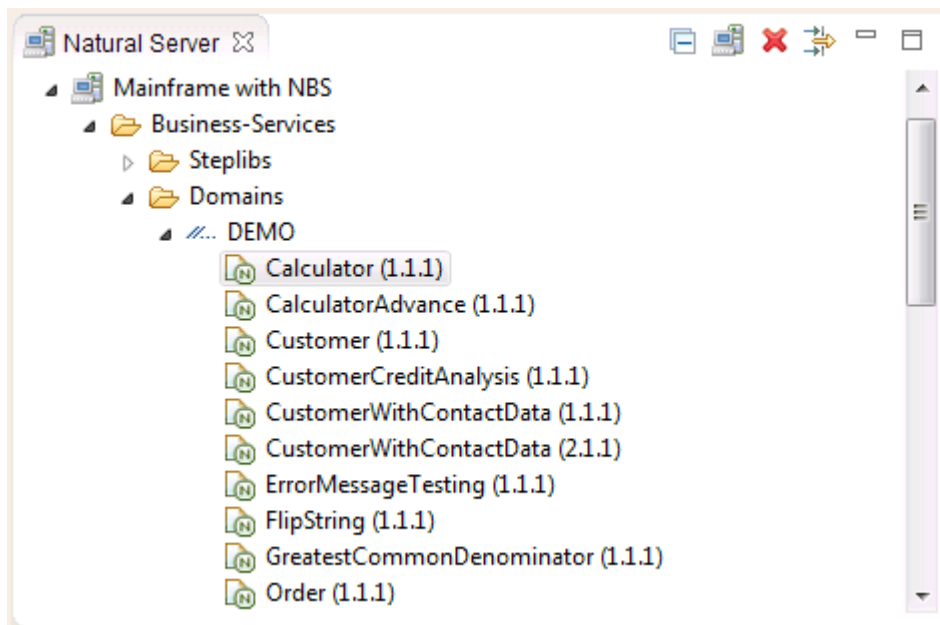 Natural Server
Mainframe with NBS
Business-Services
Steplibs
Domains
//... DEMO
Calculator (1.1.1)
CalculatorAdvance (1.1.1)
Customer (1.1.1)
CustomerCreditAnalysis (1.1.1)
CustomerWithContactData (1.1.1)
CustomerWithContactData (2.1.1)
ErrorMessageTesting (1.1.1)
FlipString (1.1.1)
GreatestCommonDenominator (1.1.1)
Order (1.1.1)